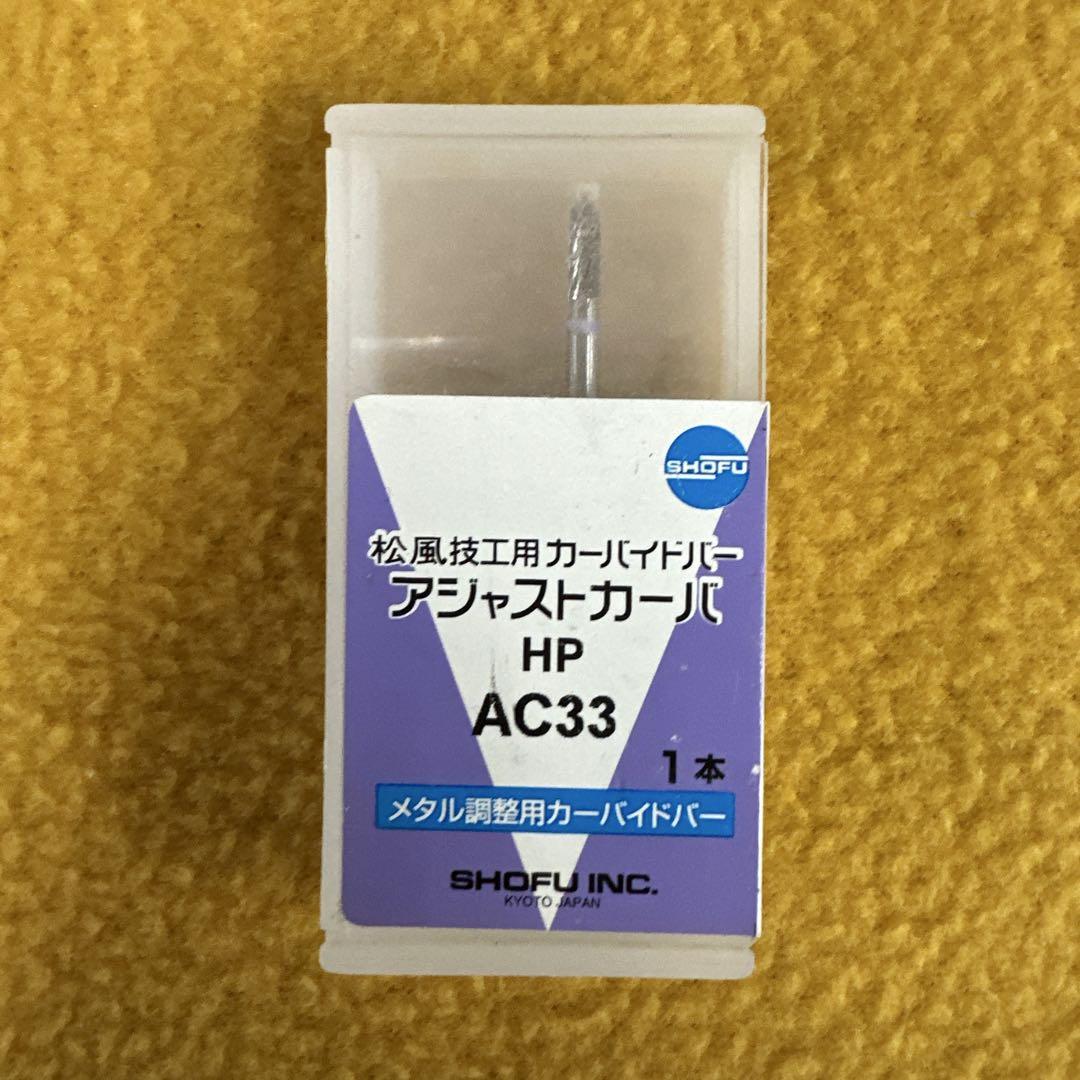 SHOFU
松風技工用カーバイドバー
アジャストカーバ
HP
AC33
1本
メタル調整用カーバイドバー
SHOFU INC.
KYOTO JAPAN